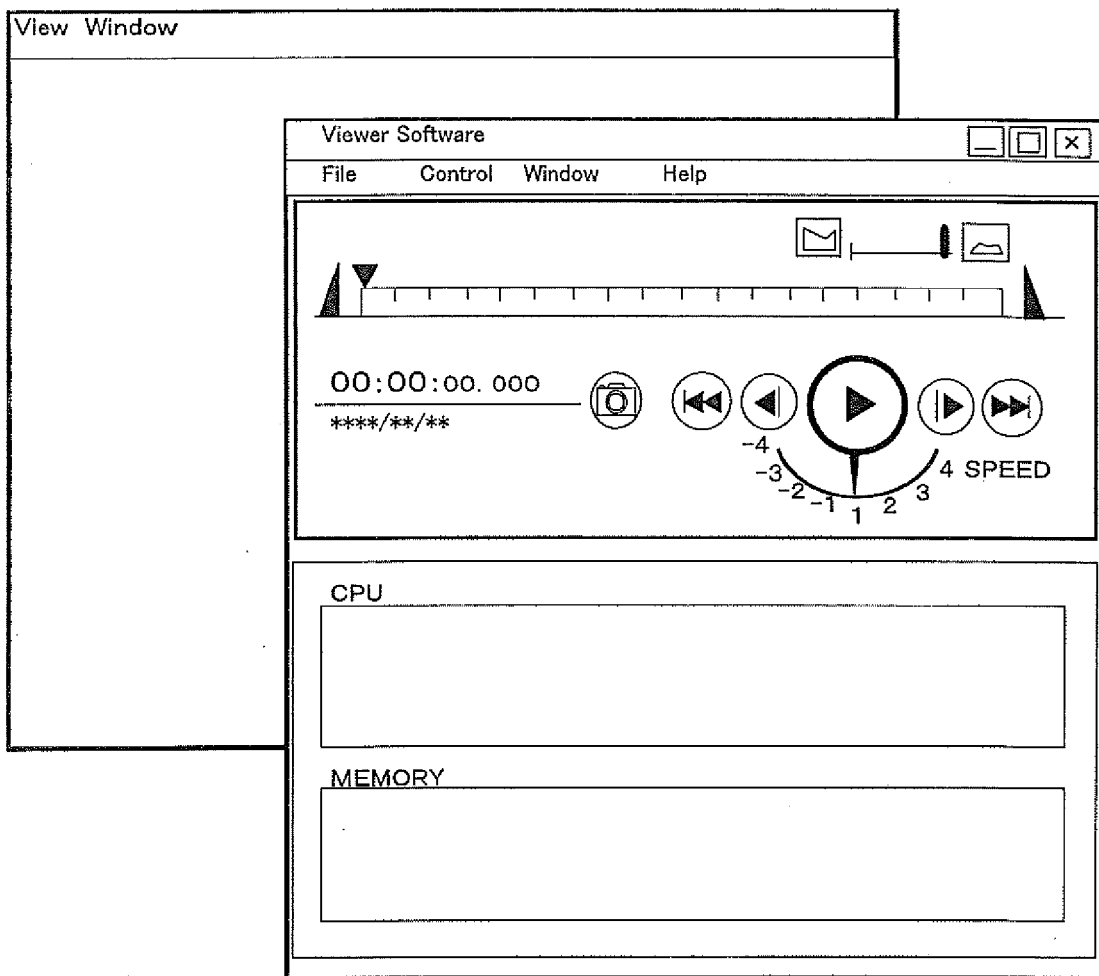 View Window
Viewer Software
File Control Window Help
00:00:00.000
****/**/**
-4 -3 -2 -1 1 2 3 4 SPEED
CPU
MEMORY